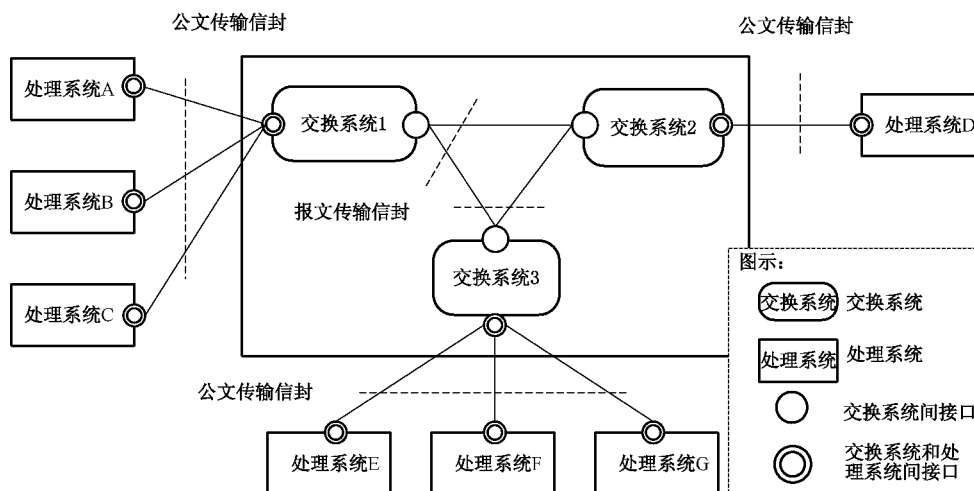 公文传输信封
公文传输信封
处理系统A
交换系统1
交换系统2
处理系统D
处理系统B
报文传输信封
处理系统C
交换系统3
图示：
交换系统 交换系统
处理系统 处理系统
交换系统间接口
交换系统和处
理系统间接口
公文传输信封
处理系统E
处理系统F
处理系统G